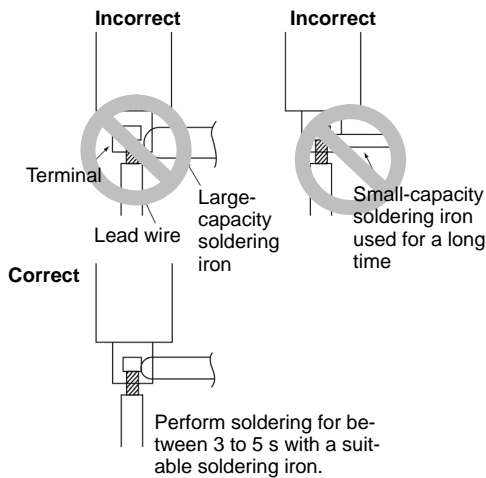 Incorrect
Terminal
Lead wire
Large-
capacity
soldering
iron
Incorrect
Small-capacity
soldering iron
used for a long
time
Correct
Perform soldering for be-
tween 3 to 5 s with a suit-
able soldering iron.